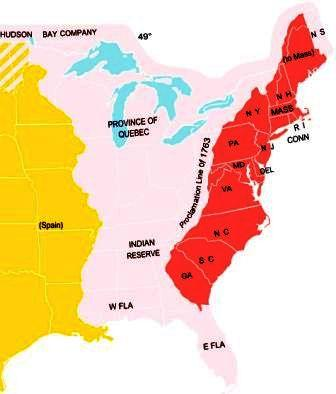 HUDSON BAY COMPANY 49°
N S
(to Mass)
N H
N Y
MASS
R I
CONN
PROVINCE OF
QUEBEC
Proclamation Line of 1763
PA
N J
MD
DEL
VA
(Spain)
INDIAN
RESERVE
N C
S C
GA
W FLA
E FLA